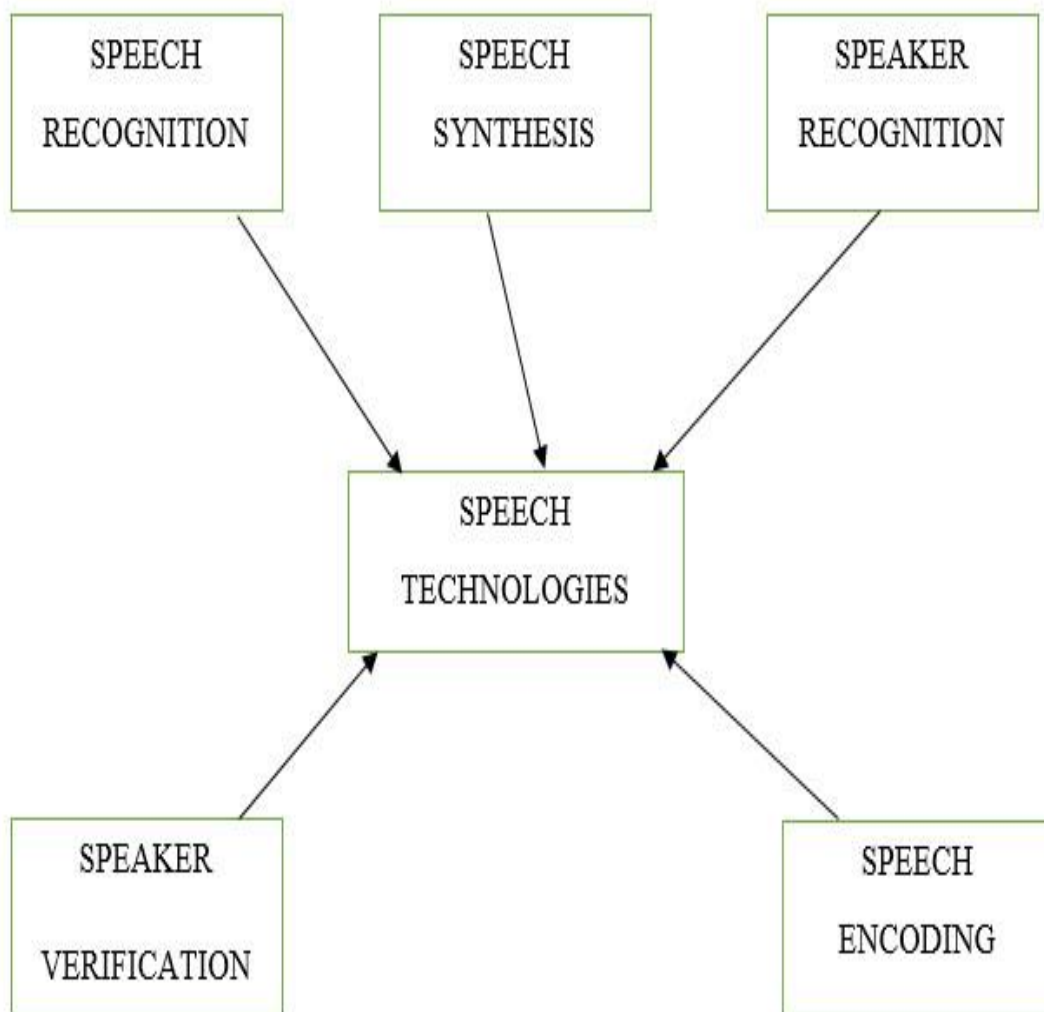 SPEECH
RECOGNITION
SPEECH
SYNTHESIS
SPEAKER
RECOGNITION
SPEECH
TECHNOLOGIES
SPEAKER
VERIFICATION
SPEECH
ENCODING